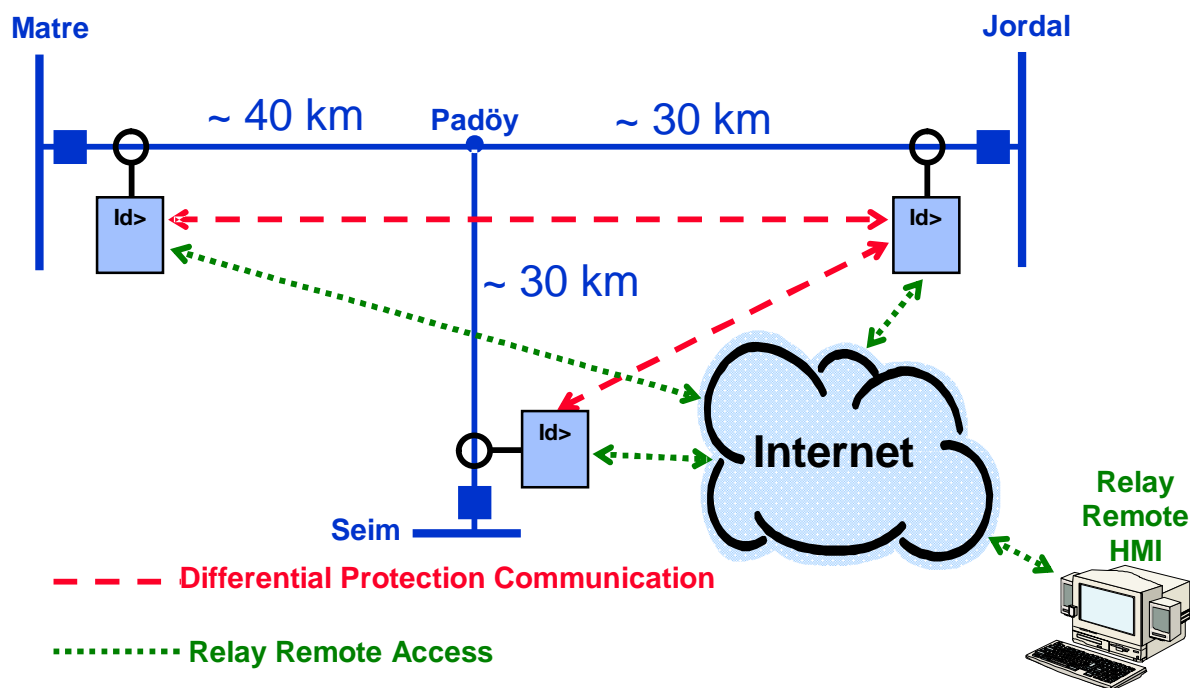 Matre
Jordal
~ 40 km
Padöy
~ 30 km
Id>
Id>
~ 30 km
Id>
Internet
Seim
Relay
Remote
HMI
Differential Protection Communication
Relay Remote Access